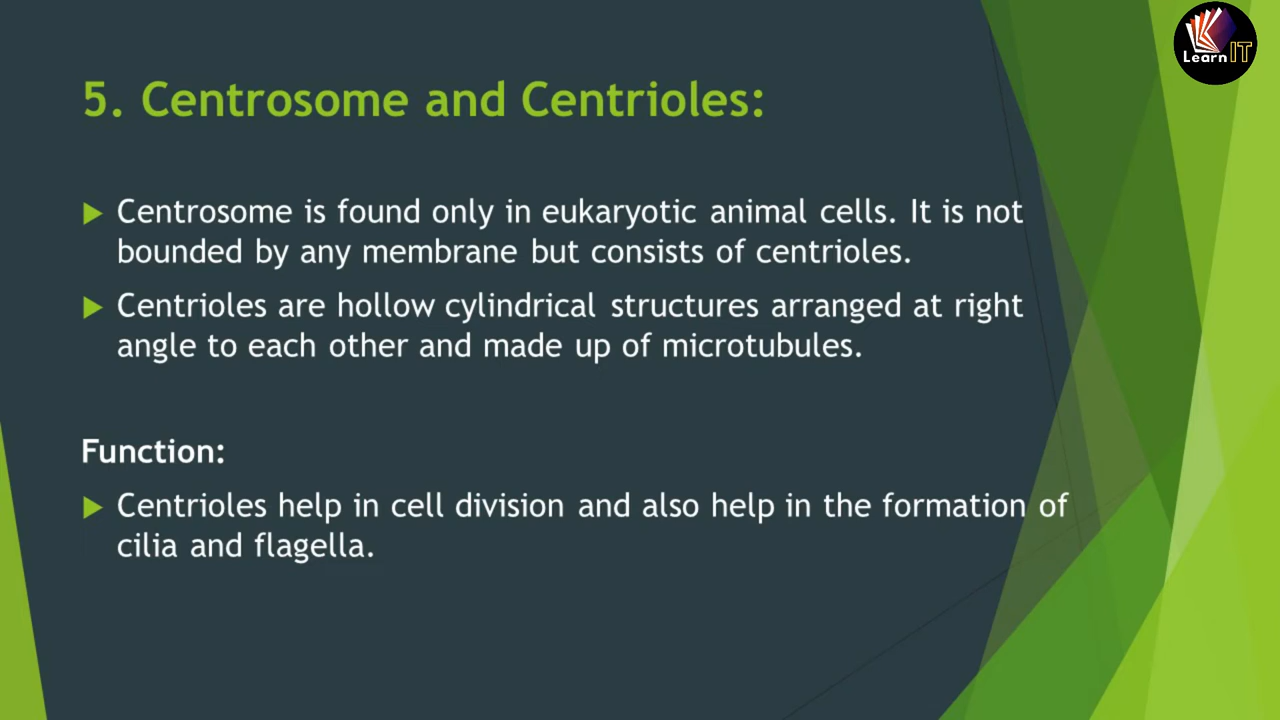 Learn IT
5. Centrosome and Centrioles:
Centrosome is found only in eukaryotic animal cells. It is not
bounded by any membrane but consists of centrioles.
Centrioles are hollow cylindrical structures arranged at right
angle to each other and made up of microtubules.
Function:
Centrioles help in cell division and also help in the formation of
cilia and flagella.